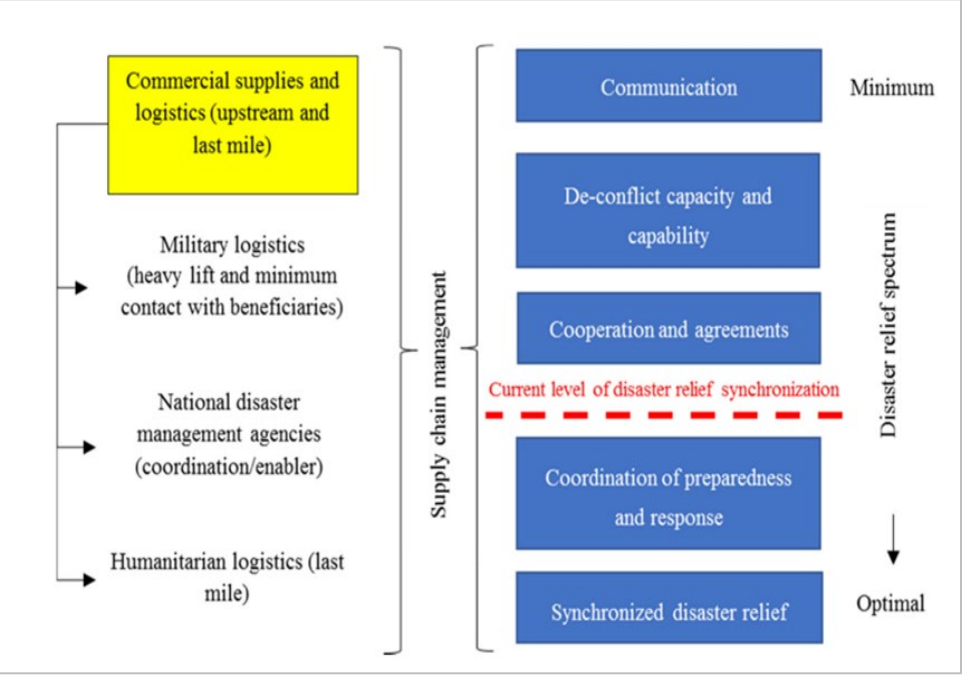 Commercial supplies and
logistics (upstream and
last mile)
Military logistics
(heavy lift and minimum
contact with beneficiaries)
National disaster
management agencies
(coordination/enabler)
Humanitarian logistics (last
mile)
Supply chain management
Communication
De-conflict capacity and
capability
Cooperation and agreements
Current level of disaster relief synchronization
Coordination of preparedness
and response
Synchronized disaster relief
Minimum
Disaster relief spectrum
Optimal